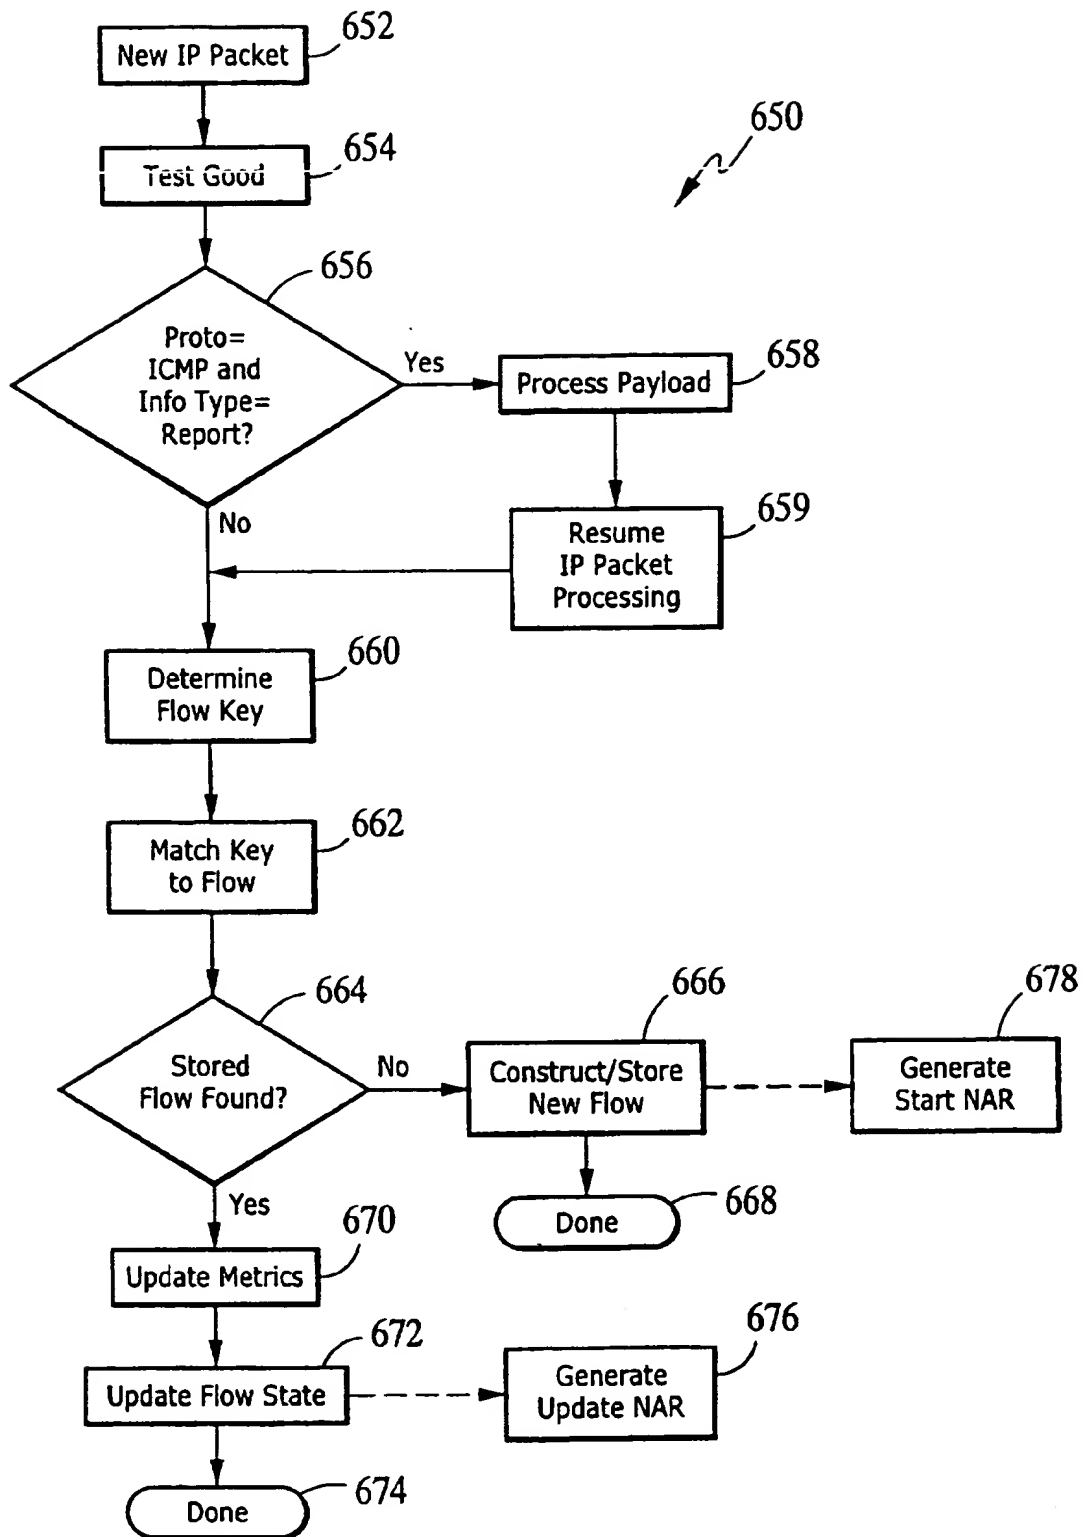 652
New IP Packet
650
654
Test Good
656
Proto=
ICMP and
Info Type=
Report?
Yes
658
Process Payload
No
659
Resume
IP Packet
Processing
660
Determine
Flow Key
662
Match Key
to Flow
664
Stored
Flow Found?
No
666
Construct/Store
New Flow
678
Generate
Start NAR
668
Done
Yes
670
Update Metrics
672
Update Flow State
676
Generate
Update NAR
674
Done